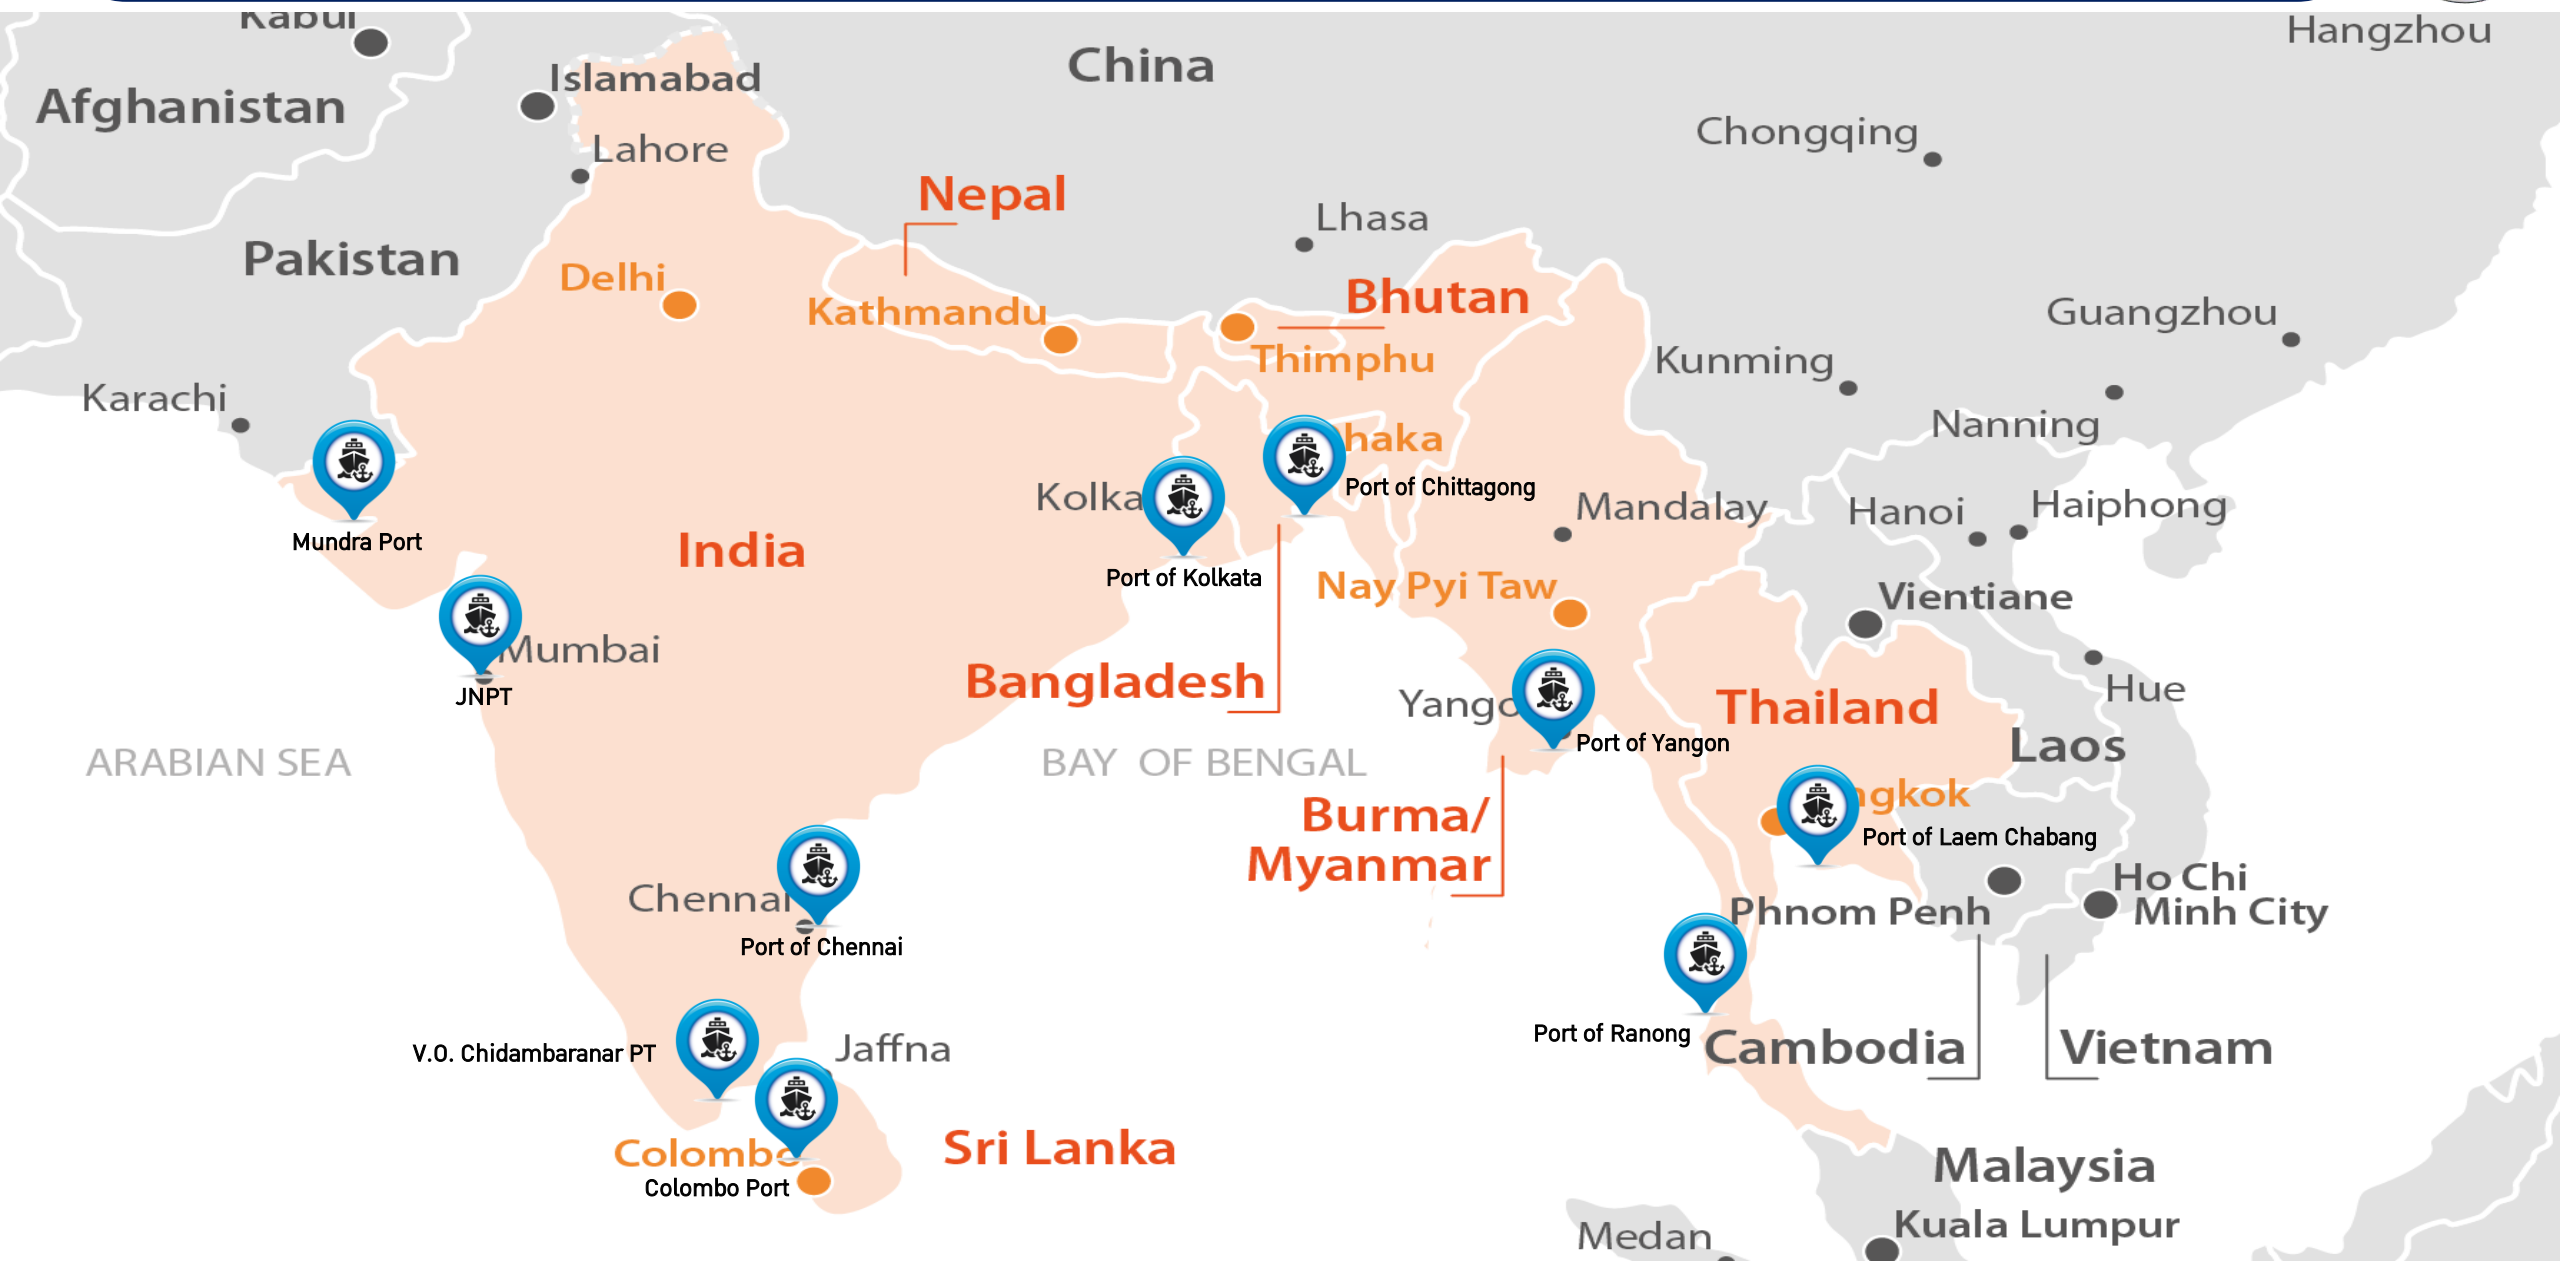 Kabul
Hangzhou
China
Islamabad
Afghanistan
Chongqing
Lahore
Nepal
Lhasa
Pakistan
Delhi
Bhutan
Kathmandu
Guangzhou
Thimphu
Kunming
Karachi
Nanning
haka
Port of Chittagong
Kolka
Mandalay
Hanoi
Haiphong
Mundra Port
India
Port of Kolkata
Nay Pyi Taw
Vientiane
Mumbai
Bangladesh
Hue
JNPT
Yango
Thailand
Port of Yangon
Laos
ARABIAN SEA
BAY OF BENGAL
ngkok
Burma/
Myanmar
Port of Laem Chabang
Ho Chi
Minh City
Chennai
Phnom Penh
Port of Chennai
Port of Ranong
V.O. Chidambaranar PT
Jaffna
Cambodia
Vietnam
Colombo
Sri Lanka
Colombo Port
Malaysia
Medan
Kuala Lumpur